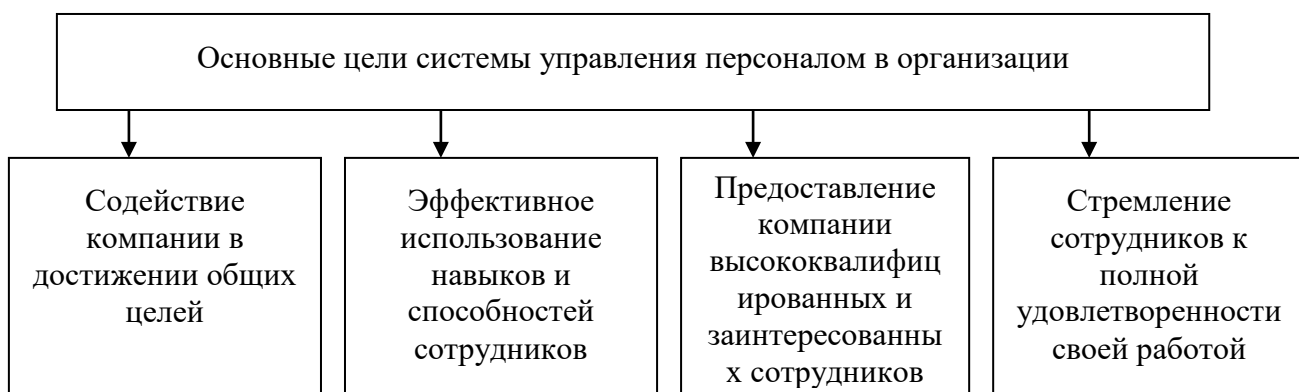 Основные цели системы управления персоналом в организации
Содействие
компании в
достижении общих
целей
Эффективное
использование
навыков и
способностей
сотрудников
Предоставление
компании
высококвалифиц
ированных и
заинтересованны
х сотрудников
Стремление
сотрудников к
полной
удовлетворенности
своей работой